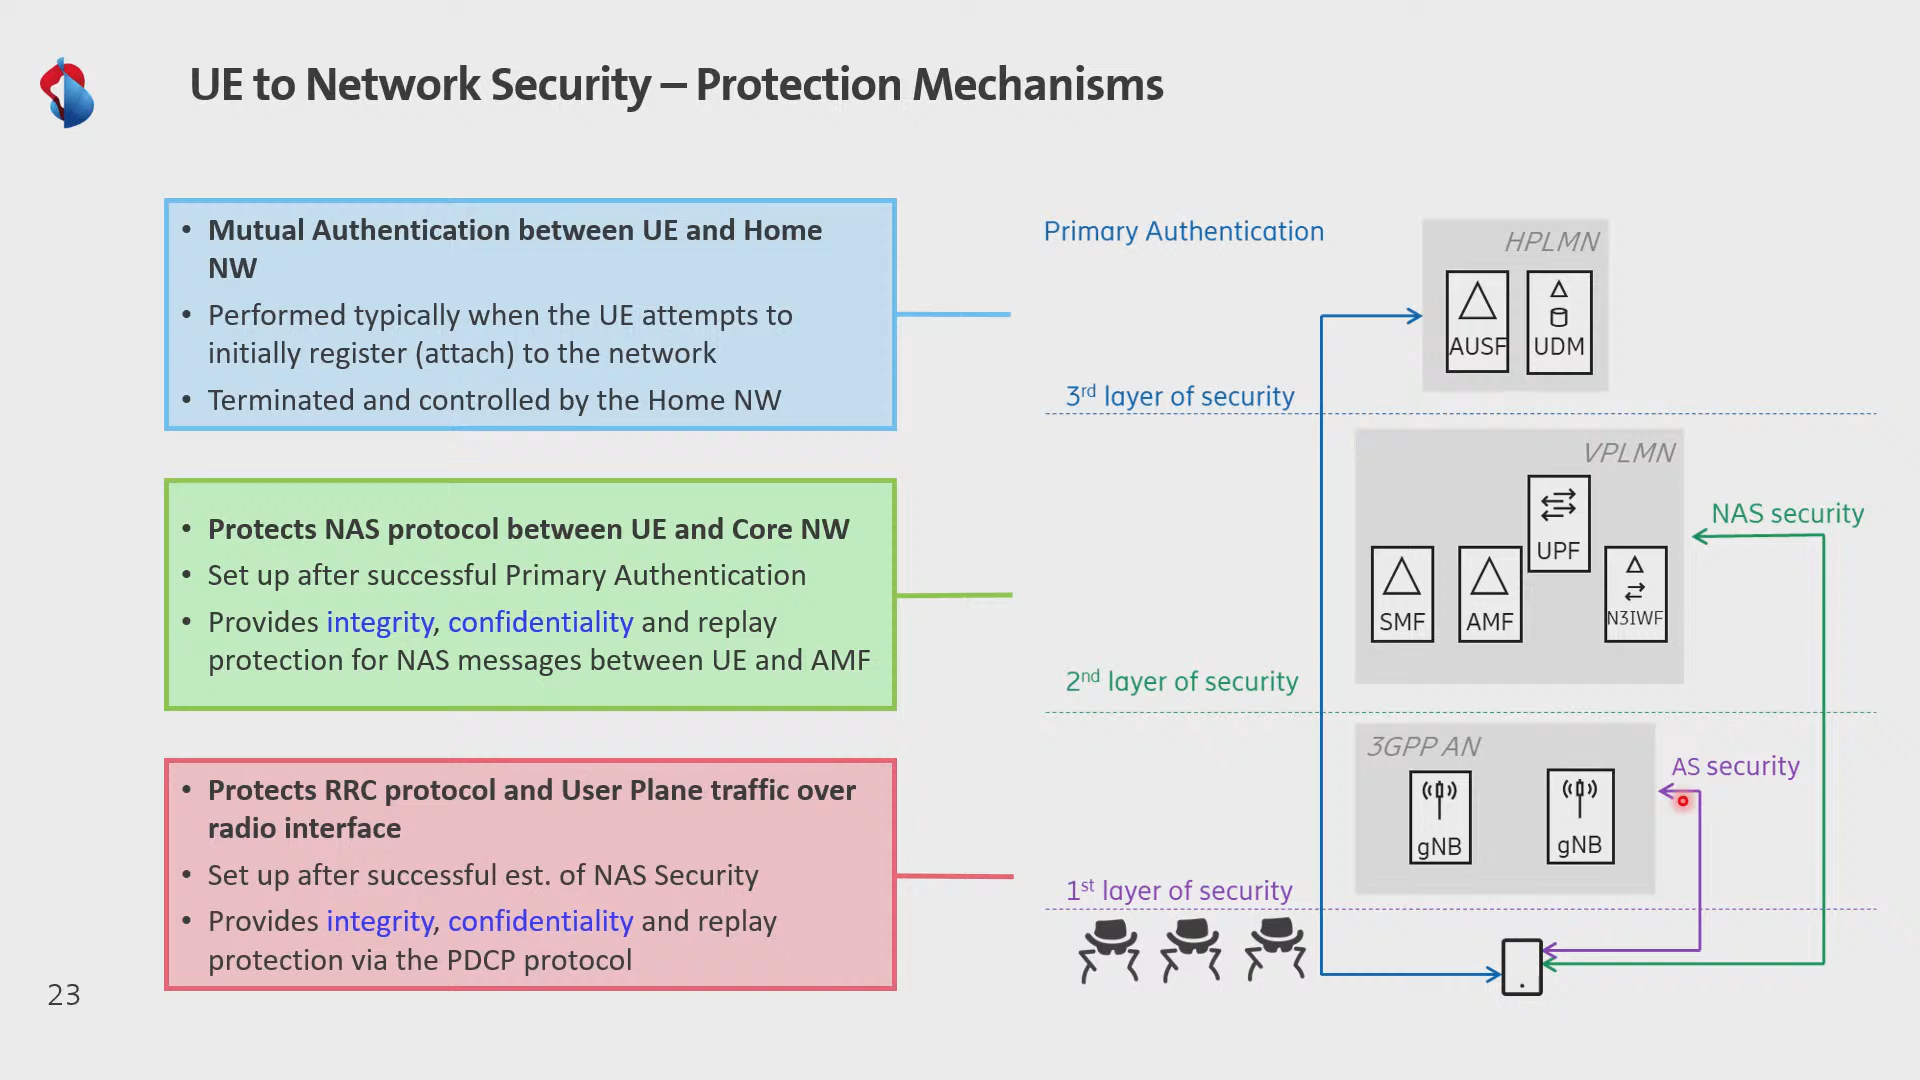 UE to Network Security – Protection Mechanisms
• Mutual Authentication between UE and Home
NW
• Performed typically when the UE attempts to
initially register (attach) to the network
• Terminated and controlled by the Home NW
• Protects NAS protocol between UE and Core NW
• Set up after successful Primary Authentication
• Provides integrity, confidentiality and replay
protection for NAS messages between UE and AMF
• Protects RRC protocol and User Plane traffic over
radio interface
• Set up after successful est. of NAS Security
• Provides integrity, confidentiality and replay
protection via the PDCP protocol
23
Primary Authentication
HPLMN
AUSF
UDM
3rd layer of security
VPLMN
NAS security
UPF
SMF
AMF
N3IWF
2nd layer of security
3GPP AN
AS security
gNB
gNB
1st layer of security